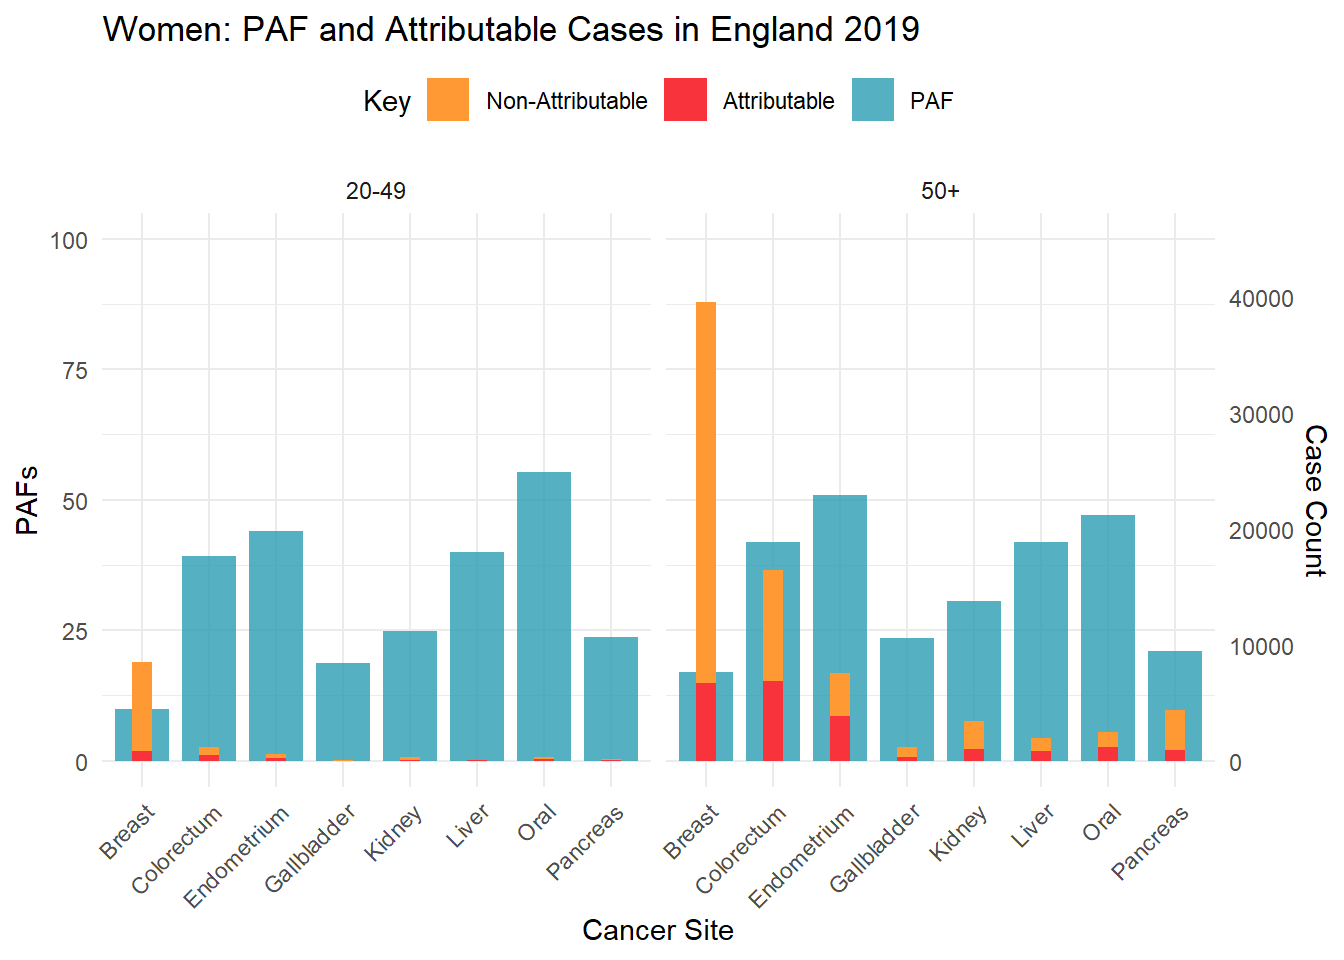 Women: PAF and Attributable Cases in England 2019
Key Non-Attributable Attributable PAF
20-49 50+
100
75
50
25
0
PAFs
40000
30000
20000
10000
0
Case Count
Breast Colorectum Endometrium Gallbladder Kidney Liver Oral Pancreas
Breast Colorectum Endometrium Gallbladder Kidney Liver Oral Pancreas
Cancer Site